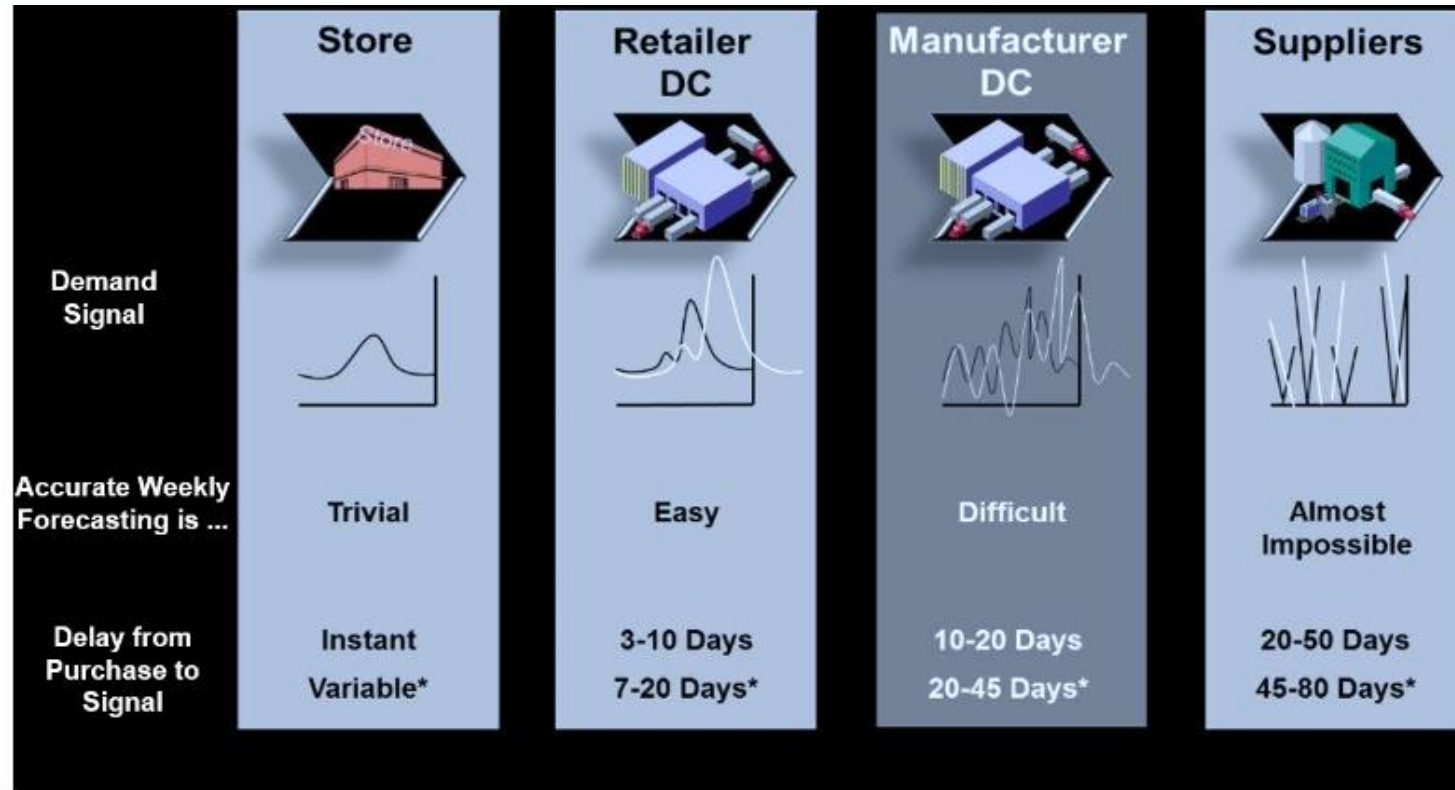 Store
Retailer
DC
Manufacturer
DC
Suppliers
Store
Demand
Signal
Accurate Weekly
Forecasting is ...
Trivial
Easy
Difficult
Almost
Impossible
Delay from
Purchase to
Signal
Instant
3-10 Days
10-20 Days
20-50 Days
Variable*
7-20 Days*
20-45 Days*
45-80 Days*